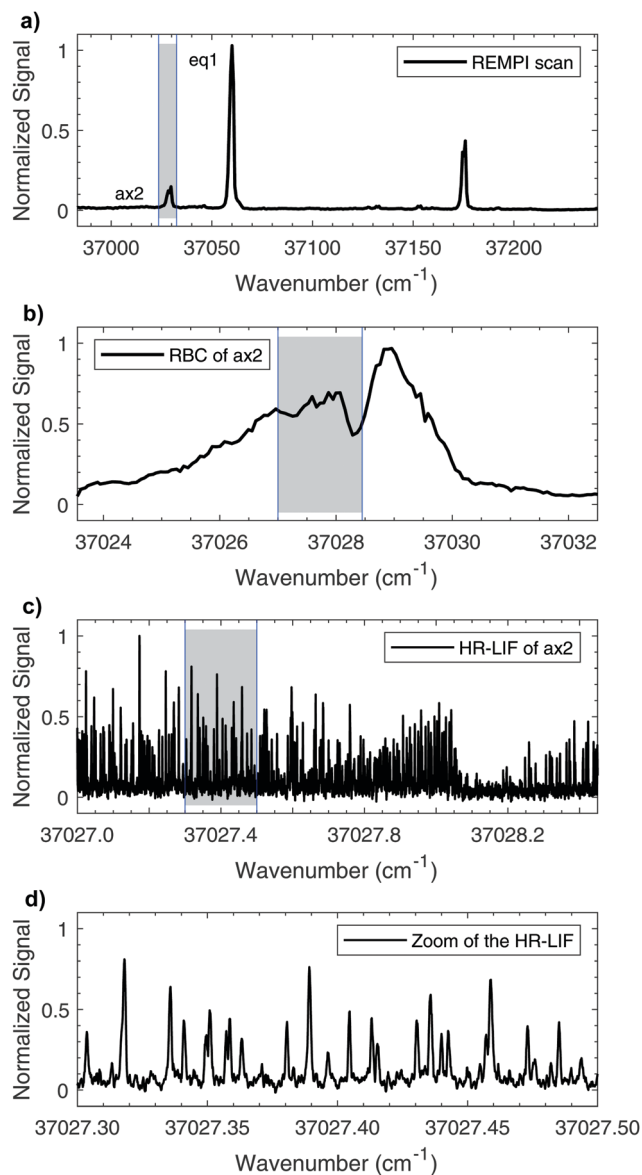 a)
Normalized Signal
1
0.5
0
eq1
ax2
REMPI scan
37000 37050 37100 37150 37200
Wavenumber (cm-1)
b)
Normalized Signal
1
0.5
0
RBC of ax2
37024 37026 37028 37030 37032
Wavenumber (cm-1)
c)
Normalized Signal
1
0.5
0
HR-LIF of ax2
37027.0 37027.4 37027.8 37028.2
Wavenumber (cm-1)
d)
Normalized Signal
1
0.5
0
Zoom of the HR-LIF
37027.30 37027.35 37027.40 37027.45 37027.50
Wavenumber (cm-1)